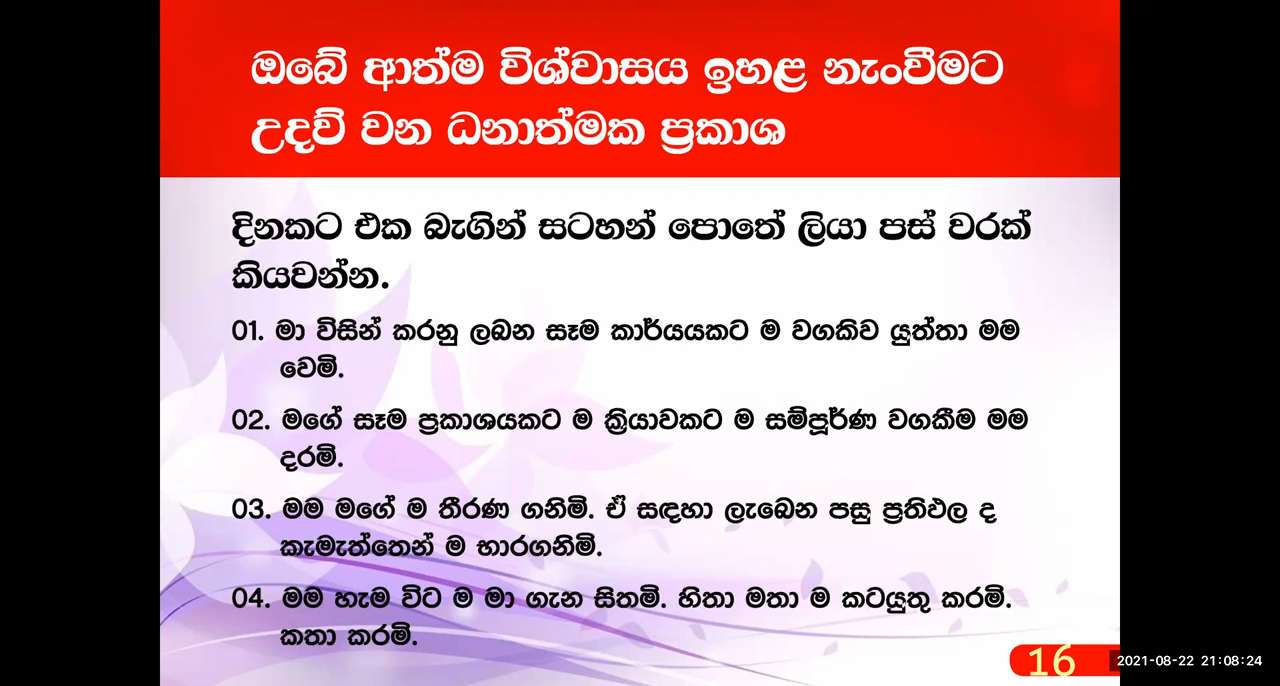 ඔබේ ආත්ම විශ්වාසය ඉහළ නැංවීමට
උදව් වන ධනාත්මක ප්‍රකාශ
දිනකට එක බැගින් සටහන් පොතේ ලියා පස් වරක්
කියවන්න.
01. මා විසින් කරනු ලබන සෑම කාර්යයකට ම වගකිව යුත්තා මම
වෙමි.
02. මගේ සෑම ප්‍රකාශයකට ම ක්‍රියාවකට ම සම්පූර්ණ වගකීම මම
දරමි.
03. මම මගේ ම තීරණ ගනිමි. ඒ සඳහා ලැබෙන පසු ප්‍රතිඵල ද
කැමැත්තෙන් ම භාරගනිමි.
04. මම හැම විට ම මා ගැන සිතමි. හිතා මතා ම කටයුතු කරමි.
කතා කරමි.
16
2021-08-22 21:08:24